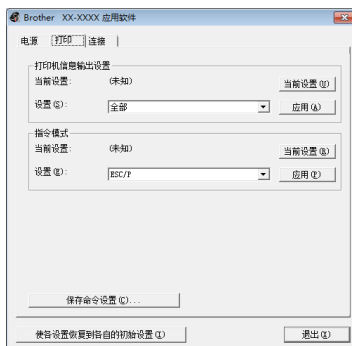 Brother XX-XXXX 应用软件
电源 打印 连接
打印机信息输出设置
当前设置: (未知) 当前设置(U)
设置(S): 全部 应用(A)
指令模式
当前设置: (未知) 当前设置(R)
设置(E): ESC/P 应用(P)
保存命令设置(C)...
使各设置恢复到各自的初始设置(I) 退出(X)